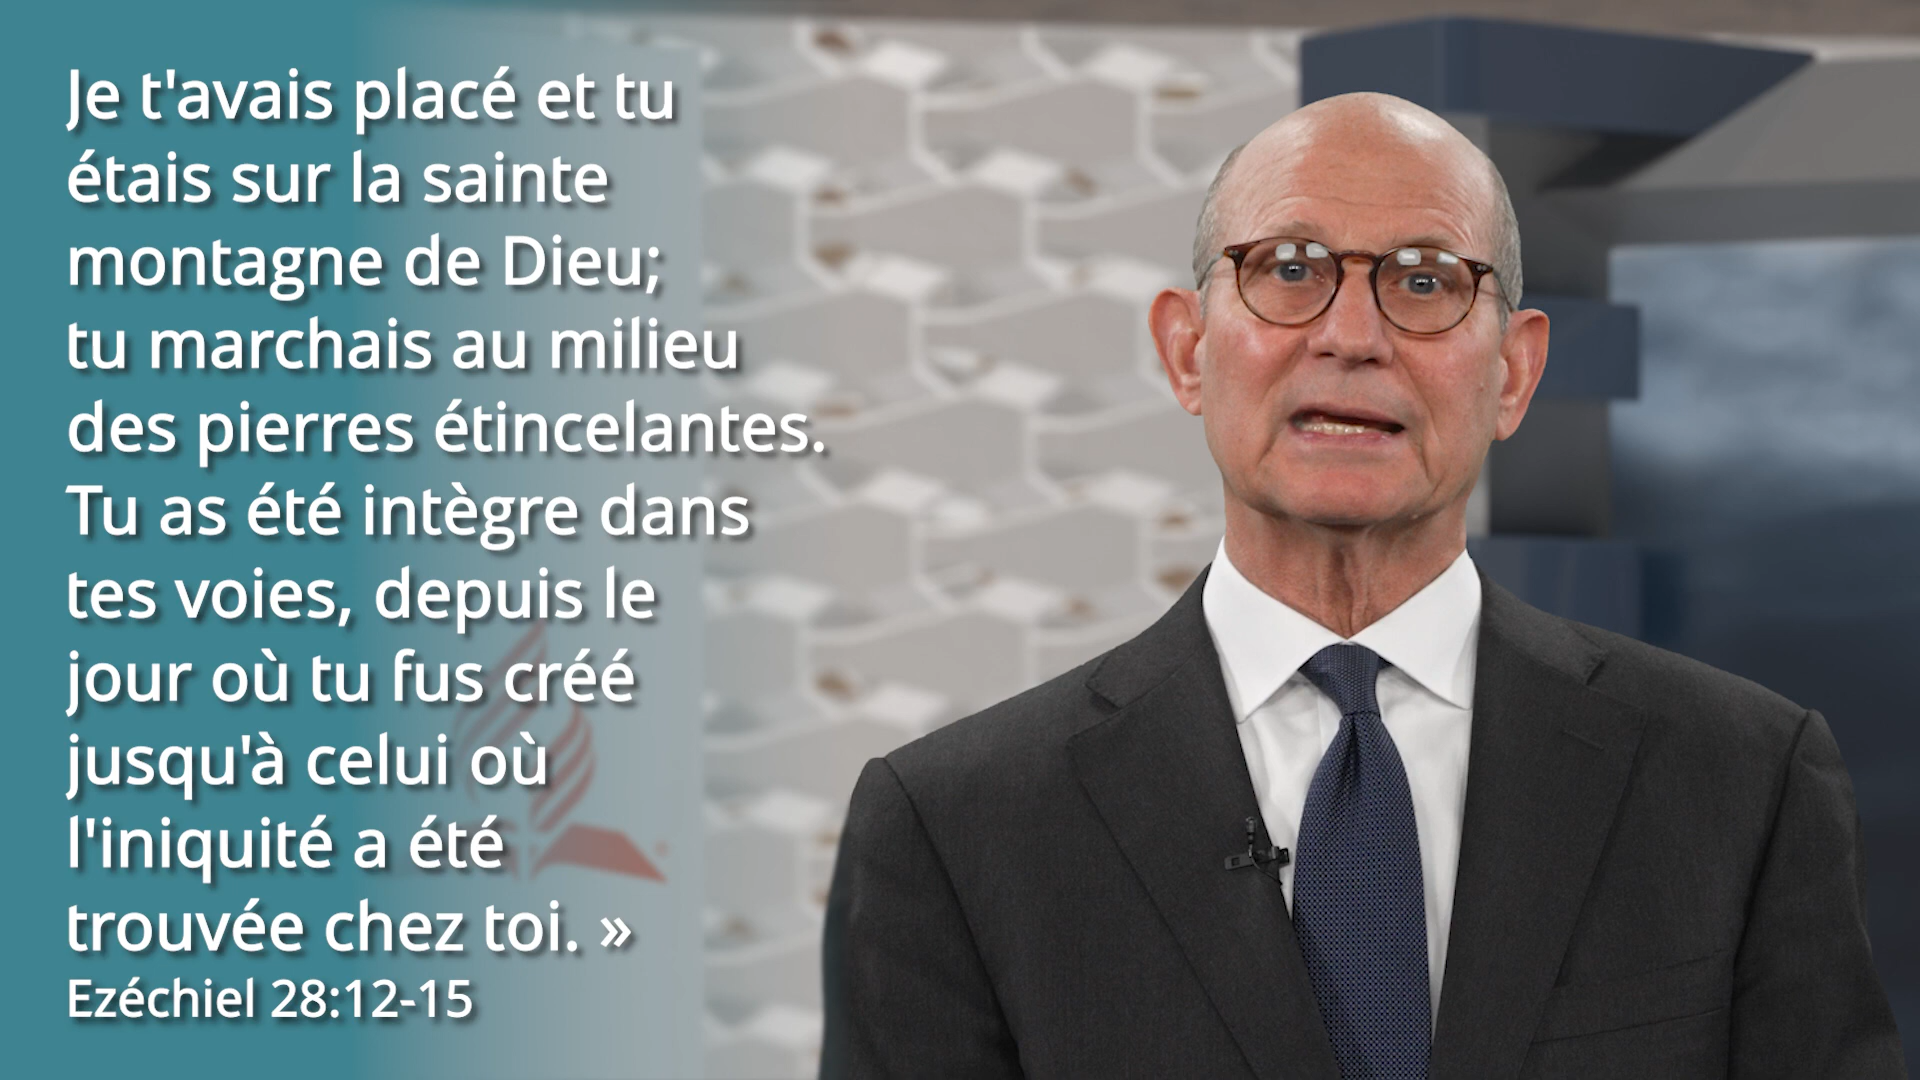 Je t'avais placé et tu
étais sur la sainte
montagne de Dieu;
tu marchais au milieu
des pierres étincelantes.
Tu as été intègre dans
tes voies, depuis le
jour où tu fus créé
jusqu'à celui où
l'iniquité a été
trouvée chez toi. »
Ezéchiel 28:12-15